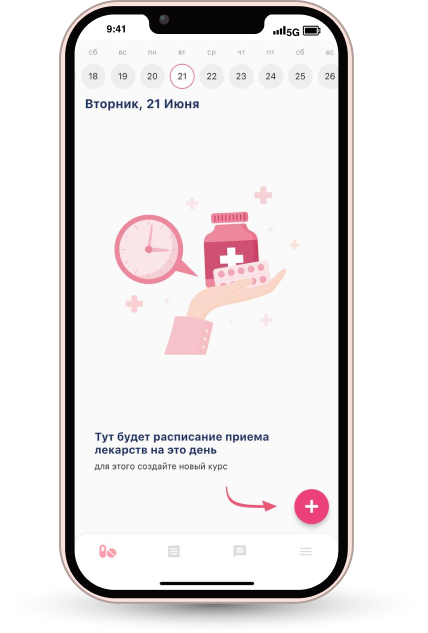 9:41 5G
сб вс пн вт ср чт пт сб вс
18 19 20 21 22 23 24 25 26
Вторник, 21 Июня
Тут будет расписание приема
лекарств на это день
для этого создайте новый курс